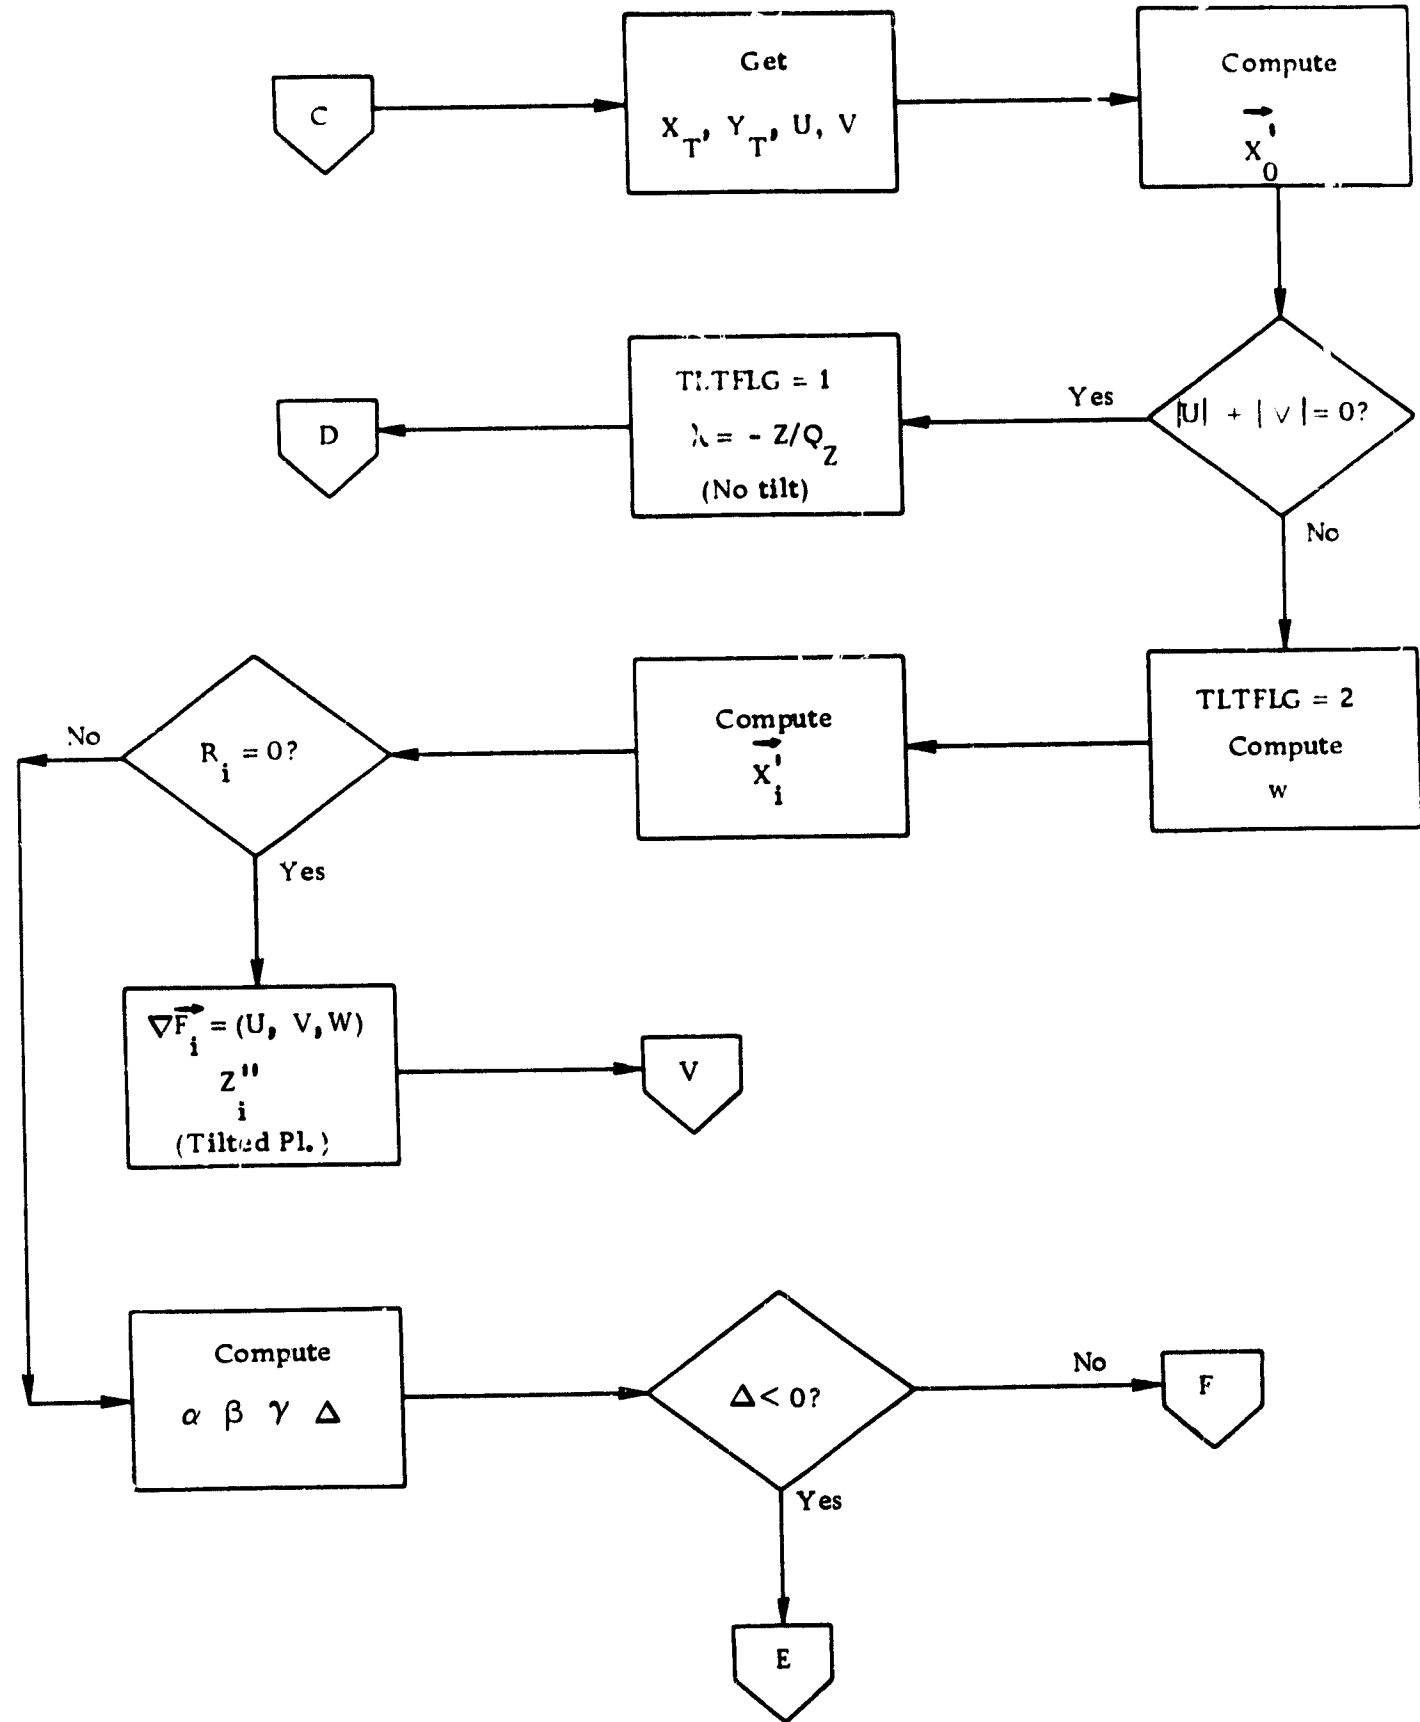 C
Get
X_T, Y_T, U, V
Compute
X⃗'_0
|U| + |V| = 0?
Yes
No
TLTFLG = 1
λ = - Z/Q_Z
(No tilt)
D
TLTFLG = 2
Compute
w
Compute
X⃗'_i
R_i = 0?
No
Yes
∇F⃗_i = (U, V, W)
Z''_i
(Tilted Pl.)
V
Compute
α β γ Δ
Δ < 0?
No
F
Yes
E